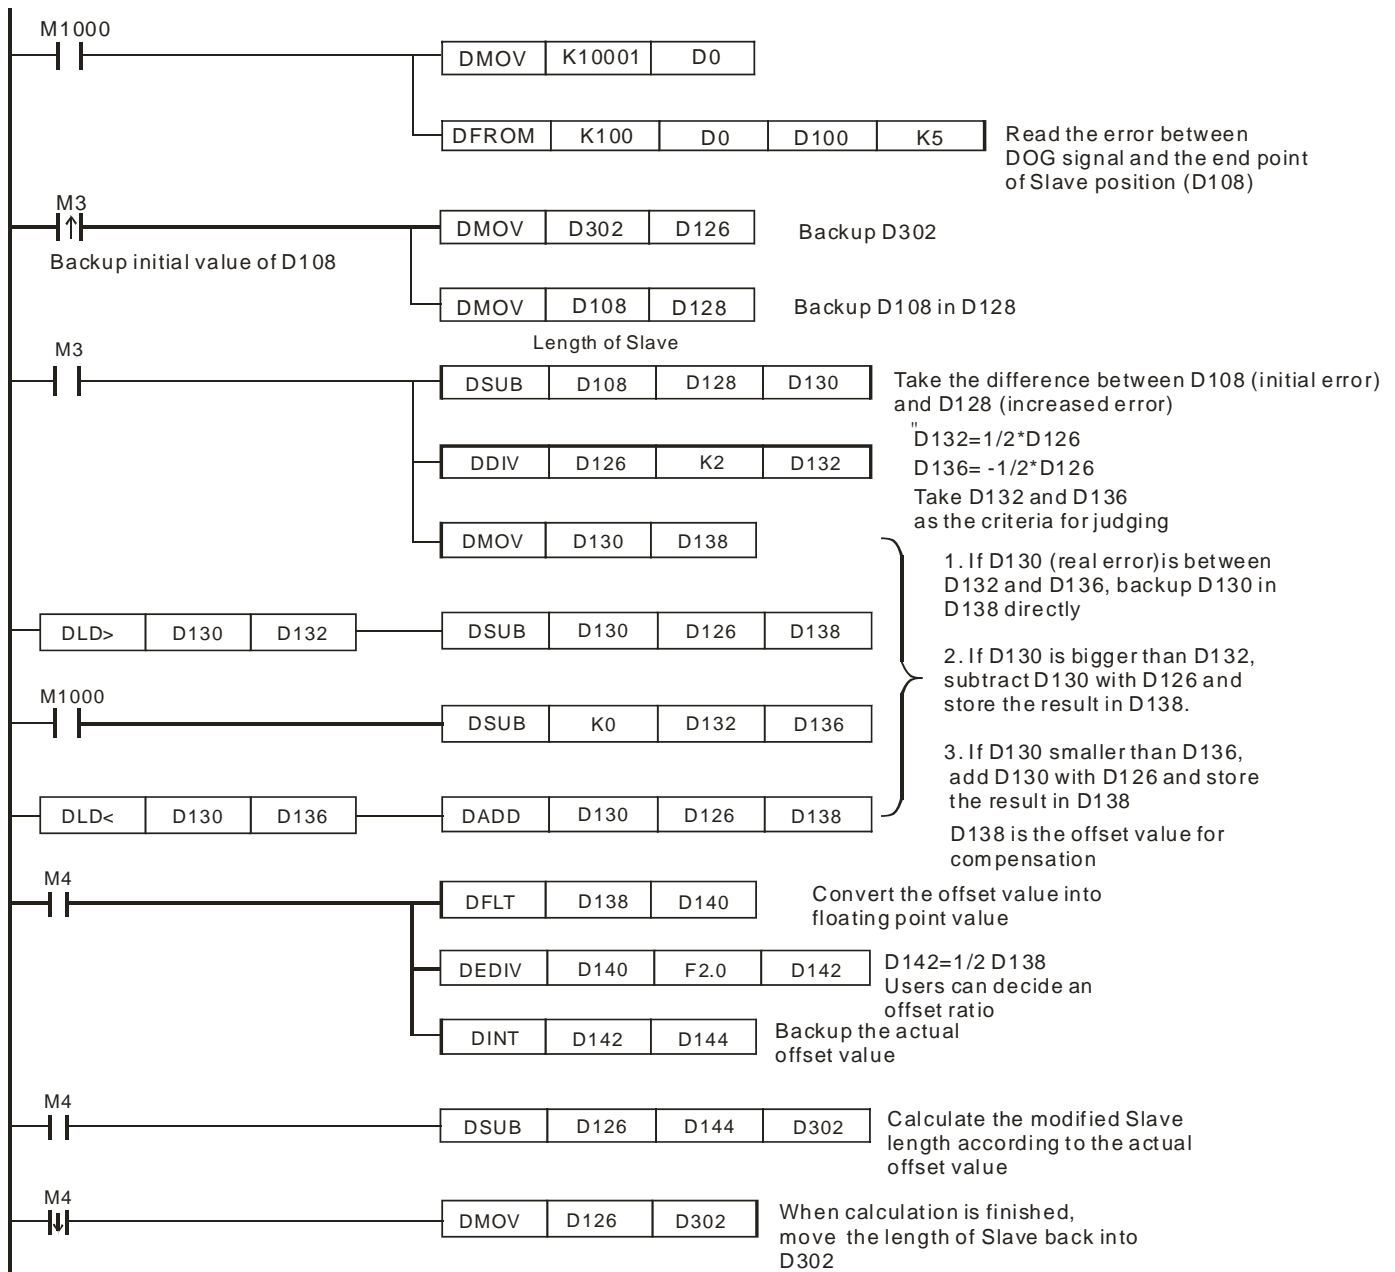 M1000
DMOV K10001 D0
DFROM K100 D0 D100 K5
Read the error between
DOG signal and the end point
of Slave position (D108)
M3
DMOV D302 D126
Backup D302
Backup initial value of D108
DMOV D108 D128
Backup D108 in D128
Length of Slave
M3
DSUB D108 D128 D130
Take the difference between D108 (initial error)
and D128 (increased error)
"D132=1/2*D126
D136= -1/2*D126
DDIV D126 K2 D132
Take D132 and D136
as the criteria for judging
DMOV D130 D138
1. If D130 (real error)is between
D132 and D136, backup D130 in
D138 directly
DLD> D130 D132
DSUB D130 D126 D138
2. If D130 is bigger than D132,
subtract D130 with D126 and
store the result in D138.
M1000
DSUB K0 D132 D136
3. If D130 smaller than D136,
add D130 with D126 and store
the result in D138
DLD< D130 D136
DADD D130 D126 D138
D138 is the offset value for
compensation
M4
DFLT D138 D140
Convert the offset value into
floating point value
DEDIV D140 F2.0 D142
D142=1/2 D138
Users can decide an
offset ratio
DINT D142 D144
Backup the actual
offset value
M4
DSUB D126 D144 D302
Calculate the modified Slave
length according to the actual
offset value
M4
DMOV D126 D302
When calculation is finished,
move the length of Slave back into
D302